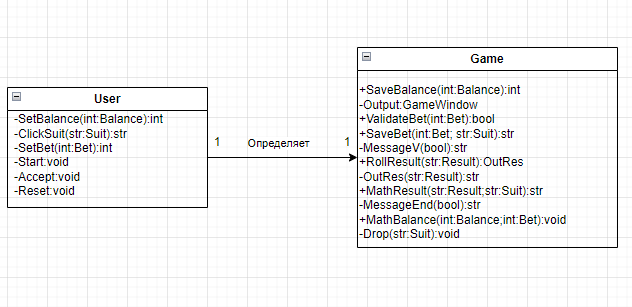 User
-SetBalance(int:Balance):int
-ClickSuit(str:Suit):str
-SetBet(int:Bet):int
-Start:void
-Accept:void
-Reset:void
1 Определяет 1
Game
+SaveBalance(int:Balance):int
-Output:GameWindow
+ValidateBet(int:Bet):bool
+SaveBet(int:Bet; str:Suit):str
-MessageV(bool):str
+RollResult(str:Result):OutRes
-OutRes(str:Result):str
+MathResult(str:Result;str:Suit):str
-MessageEnd(bool):str
+MathBalance(int:Balance;int:Bet):void
-Drop(str:Suit):void